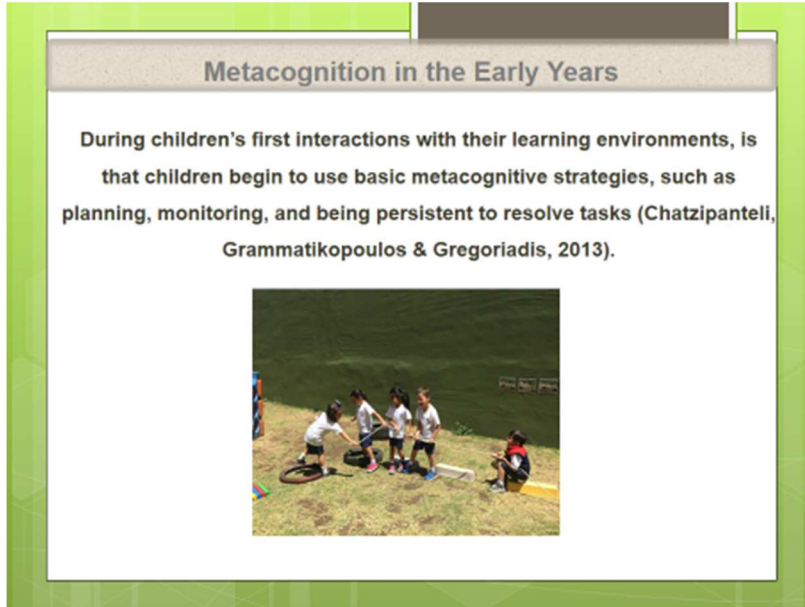 Metacognition in the Early Years
During children's first interactions with their learning environments, is
that children begin to use basic metacognitive strategies, such as
planning, monitoring, and being persistent to resolve tasks (Chatzipanteli,
Grammatikopoulos & Gregoriadis, 2013).